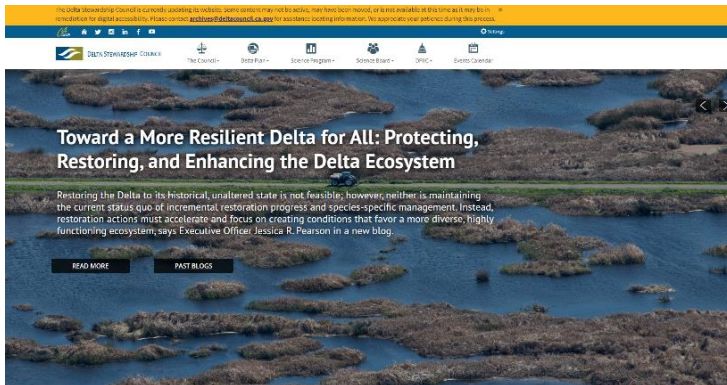 The Delta Stewardship Council is currently updating its website. Some content may not be active, may have been moved, or is not available at this time as it may be in
remediation for digital accessibility. Please contact archives@deltacouncil.ca.gov for assistance locating information. We appreciate your patience during this process.
Settings
DELTA STEWARDSHIP COUNCIL
The Council
Delta Plan
Science Program
Science Board
DPIIC
Events Calendar
Toward a More Resilient Delta for All: Protecting,
Restoring, and Enhancing the Delta Ecosystem
Restoring the Delta to its historical, unaltered state is not feasible; however, neither is maintaining
the current status quo of incremental restoration progress and species-specific management. Instead,
restoration actions must accelerate and focus on creating conditions that favor a more diverse, highly
functioning ecosystem, says Executive Officer Jessica R. Pearson in a new blog.
READ MORE
PAST BLOGS